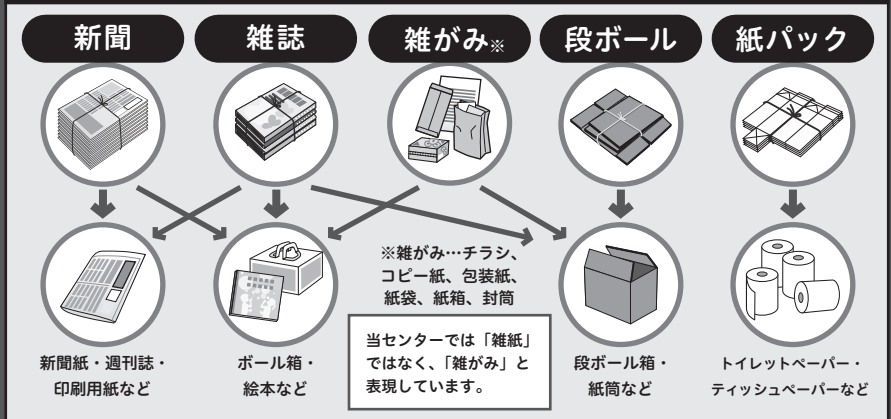 新聞
雑誌
雑がみ※
段ボール
紙パック
※雑がみ…チラシ、
コピー紙、包装紙、
紙袋、紙箱、封筒
当センターでは「雑紙」
ではなく、「雑がみ」と
表現しています。
新聞紙・週刊誌・
印刷用紙など
ボール箱・
絵本など
段ボール箱・
紙筒など
トイレットペーパー・
ティッシュペーパーなど